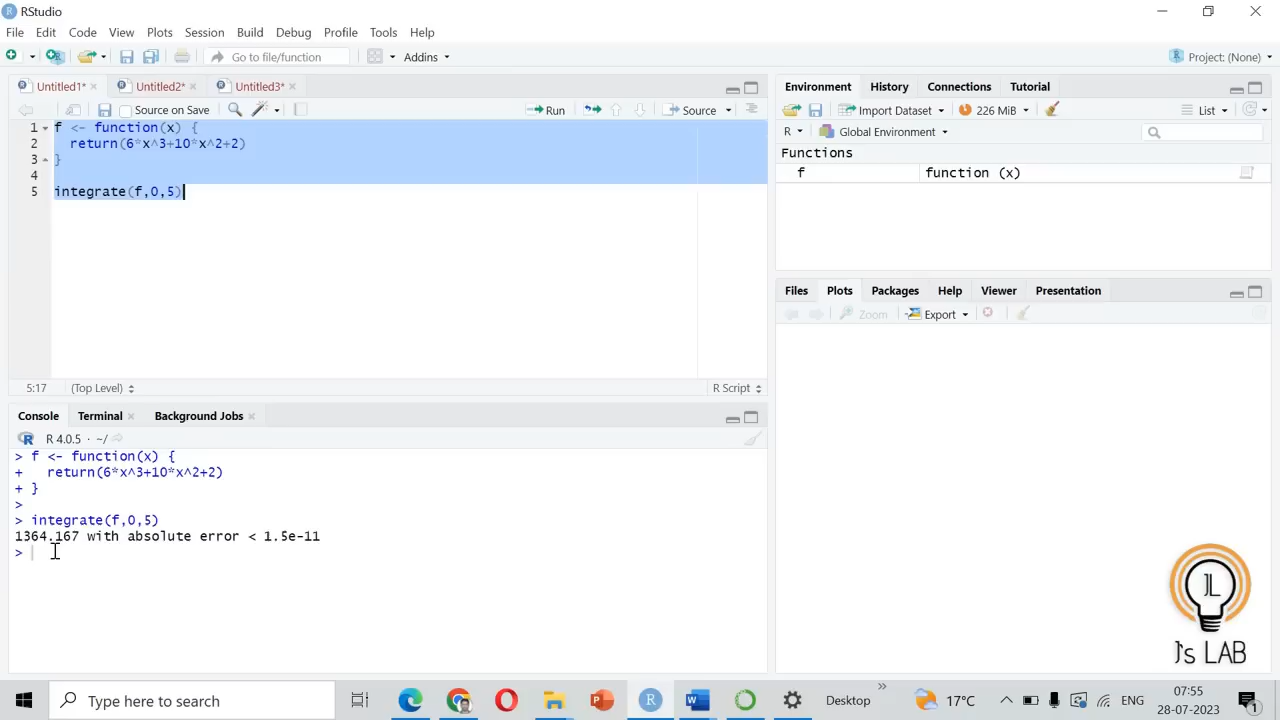 RStudio
File Edit Code View Plots Session Build Debug Profile Tools Help
Go to file/function Addins Project: (None)
Untitled1* Untitled2* Untitled3*
Source on Save Run Source
1 f <- function(x) {
2 return(6*x^3+10*x^2+2)
3 }
4
5 integrate(f,0,5)
5:17 (Top Level) R Script
Console Terminal Background Jobs
R 4.0.5 · ~/
> f <- function(x) {
+ return(6*x^3+10*x^2+2)
+ }
>
> integrate(f,0,5)
1364.167 with absolute error < 1.5e-11
>
Environment History Connections Tutorial
Import Dataset 226 MiB List
R Global Environment
Functions
f function (x)
Files Plots Packages Help Viewer Presentation
Zoom Export
JL
J's LAB
Type here to search
Desktop
17°C
ENG
07:55
28-07-2023
1